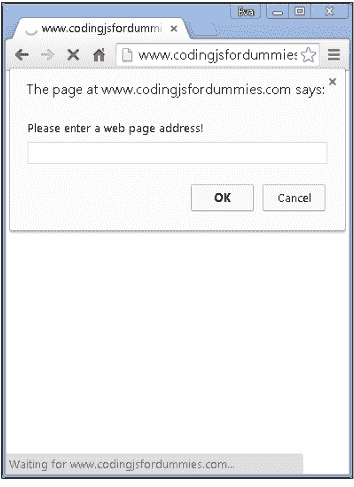 Eva
www.codingjsfordummi
www.codingjsfordummies
The page at www.codingjsfordummies.com says:
Please enter a web page address!
OK
Cancel
Waiting for www.codingjsfordummies.com...